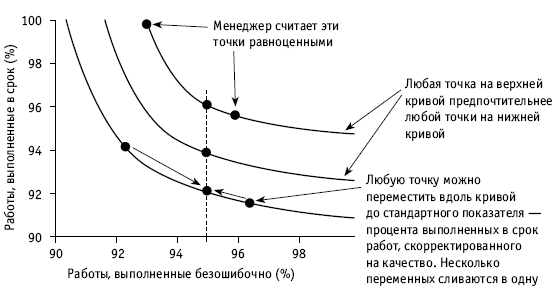 Менеджер считает эти
точки равноценными
Работы, выполненные в срок (%)
100
98
96
94
92
90
90
92
94
96
98
Работы, выполненные безошибочно (%)
Любая точка на верхней
кривой предпочтительнее
любой точки на нижней
кривой
Любую точку можно
переместить вдоль кривой
до стандартного показателя —
процента выполненных в срок
работ, скорректированного
на качество. Несколько
переменных сливаются в одну